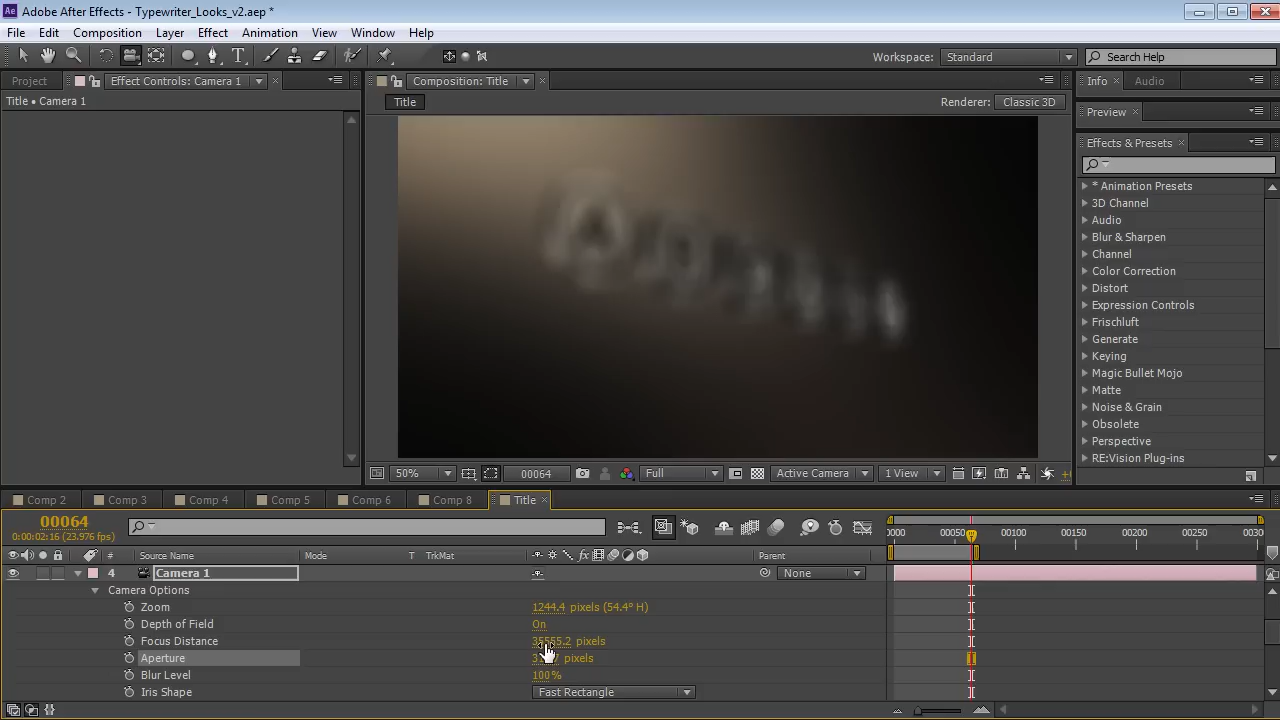 Adobe After Effects - Typewriter_Looks_v2.aep *
File Edit Composition Layer Effect Animation View Window Help
Workspace: Standard Search Help
Project Effect Controls: Camera 1 Composition: Title Info Audio
Title • Camera 1
Title Renderer: Classic 3D
Preview
Effects & Presets
* Animation Presets
3D Channel
Audio
Blur & Sharpen
Channel
Color Correction
Distort
Expression Controls
Frischluft
Generate
Keying
Magic Bullet Mojo
Matte
Noise & Grain
Obsolete
Perspective
RE:Vision Plug-ins
50% 00064 Full Active Camera 1 View
Comp 2 Comp 3 Comp 4 Comp 5 Comp 6 Comp 8 Title
00064
0:00:02:16 (23.976 fps)
0000 00050 00100 00150 00200 00250 0030
# Source Name Mode T TrkMat Parent
4 Camera 1 None
Camera Options
Zoom 1244.4 pixels (54.4° H)
Depth of Field On
Focus Distance 35555.2 pixels
Aperture pixels
Blur Level 100%
Iris Shape Fast Rectangle